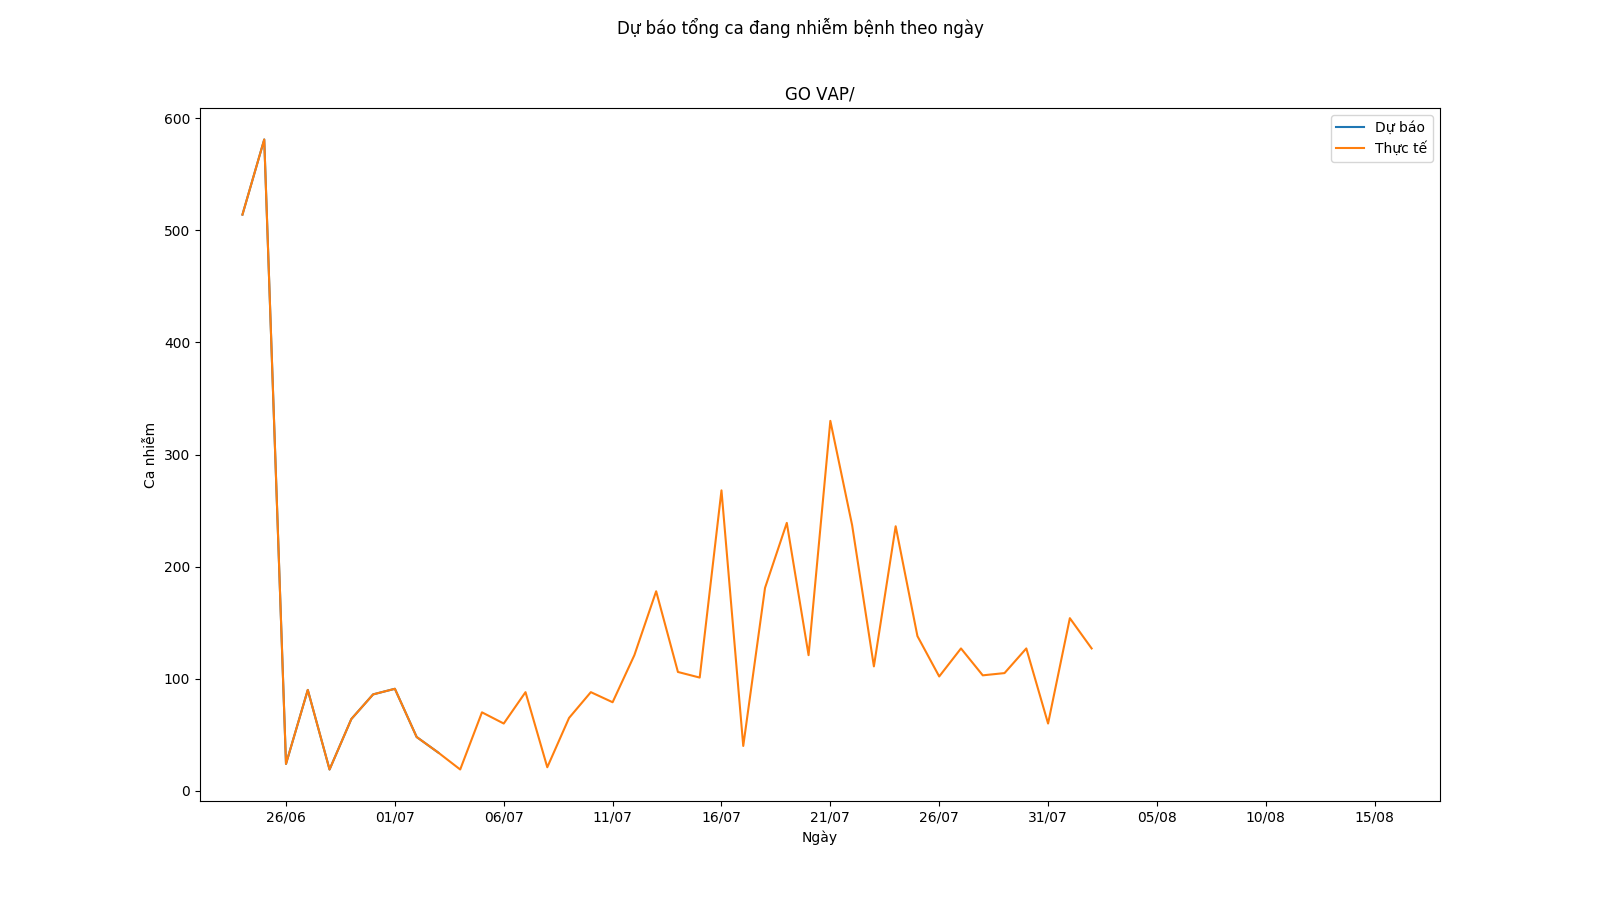 Dự báo tổng ca đang nhiễm bệnh theo ngày
GO VAP/
Dự báo
Thực tế
600
500
400
300
200
100
0
Ca nhiễm
26/06 01/07 06/07 11/07 16/07 21/07 26/07 31/07 05/08 10/08 15/08
Ngày